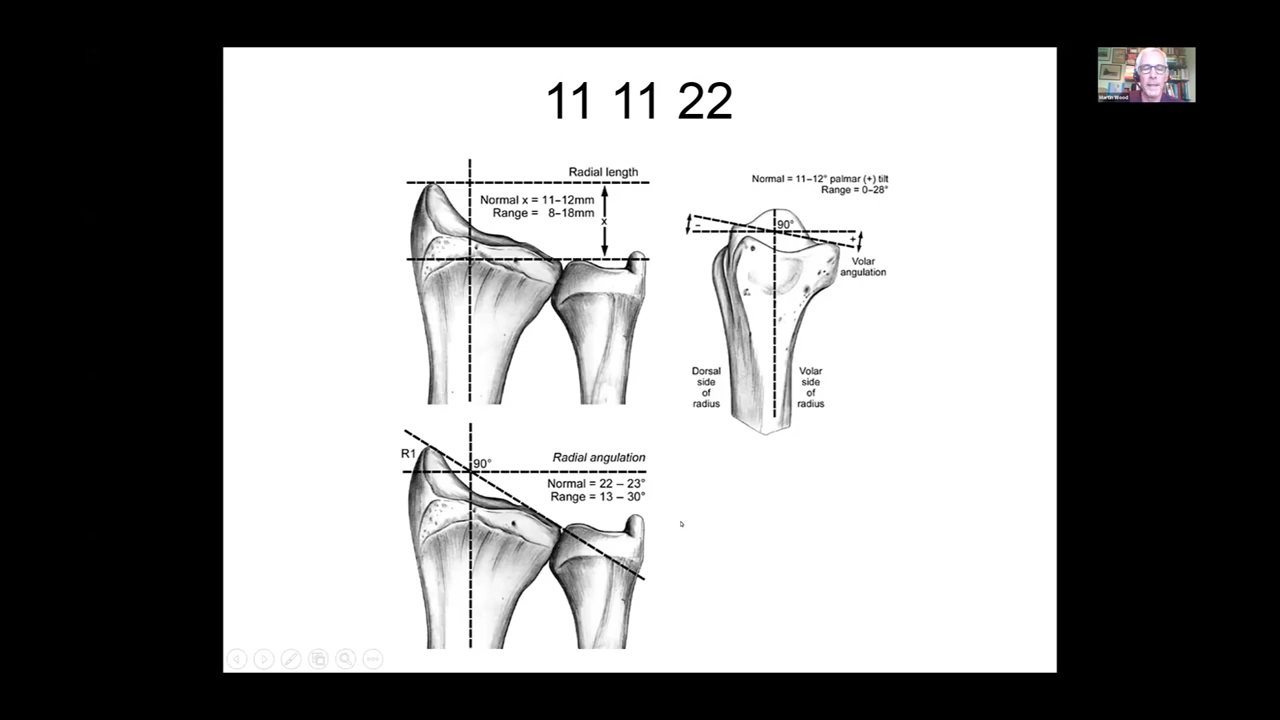 11 11 22
Radial length
Normal x = 11–12mm
Range = 8–18mm
x
Normal = 11–12° palmar (+) tilt
Range = 0–28°
90°
–
+
Volar
angulation
Dorsal
side
of
radius
Volar
side
of
radius
R1
90°
Radial angulation
Normal = 22 – 23°
Range = 13 – 30°
Martin Wood